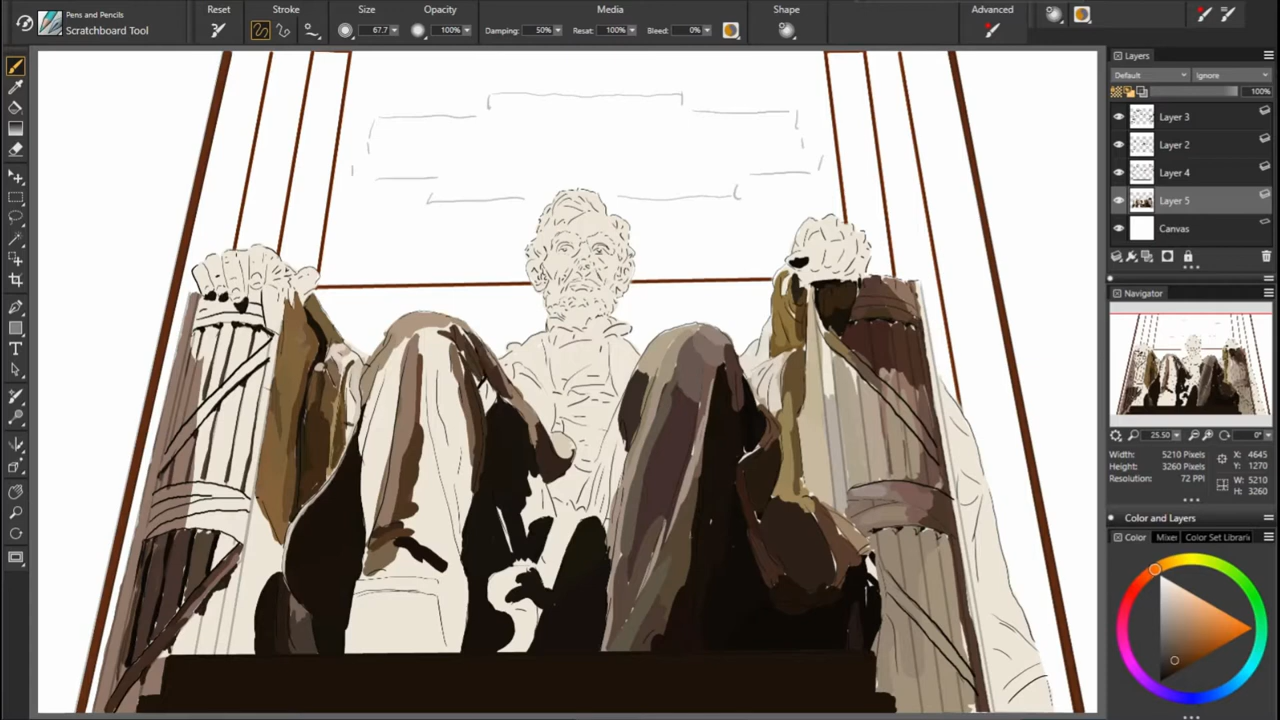 Pens and Pencils
Scratchboard Tool
Reset
Stroke
Size
67.7
Opacity
100%
Media
Damping: 50%
Resat: 100%
Bleed: 0%
Shape
Advanced
Layers
Default
Ignore
100%
Layer 3
Layer 2
Layer 4
Layer 5
Canvas
Navigator
25.50
0°
Width: 5210 Pixels
Height: 3260 Pixels
Resolution: 72 PPI
X: 4645
Y: 1270
W: 5210
H: 3260
Color and Layers
Color
Mixer
Color Set Librari
T